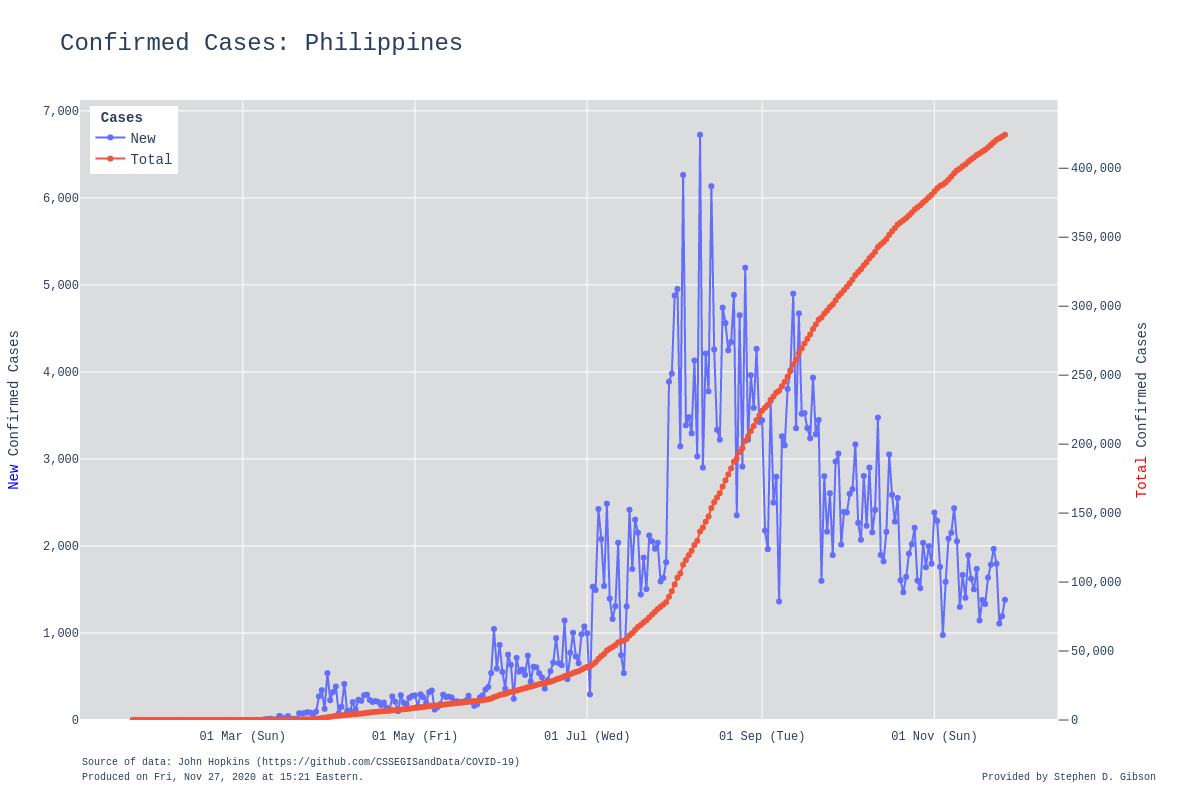 Confirmed Cases: Philippines
Cases
New
Total
7,000
6,000
5,000
4,000
3,000
2,000
1,000
0
New Confirmed Cases
400,000
350,000
300,000
250,000
200,000
150,000
100,000
50,000
0
Total Confirmed Cases
01 Mar (Sun)
01 May (Fri)
01 Jul (Wed)
01 Sep (Tue)
01 Nov (Sun)
Source of data: John Hopkins (https://github.com/CSSEGISandData/COVID-19)
Produced on Fri, Nov 27, 2020 at 15:21 Eastern.
Provided by Stephen D. Gibson